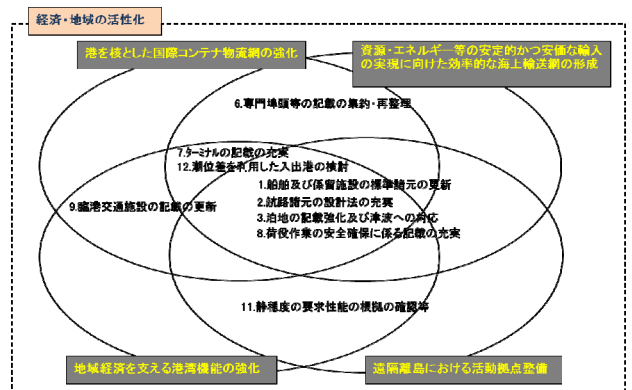 経済・地域の活性化
港を核とした国際コンテナ物流網の強化
資源・エネルギー等の安定的かつ安価な輸入
の実現に向けた効率的な海上輸送網の形成
6.専門埠頭等の記載の集約・再整理
7.ターミナルの記載の充実
12.潮位差を利用した入出港の検討
1.船舶及び係留施設の標準諸元の更新
9.臨港交通施設の記載の更新
2.航路諸元の設計法の充実
3.泊地の記載強化及び津波への対応
8.荷役作業の安全確保に係る記載の充実
11.静穏度の要求性能の根拠の確認等
地域経済を支える港湾機能の強化
遠隔離島における活動拠点整備